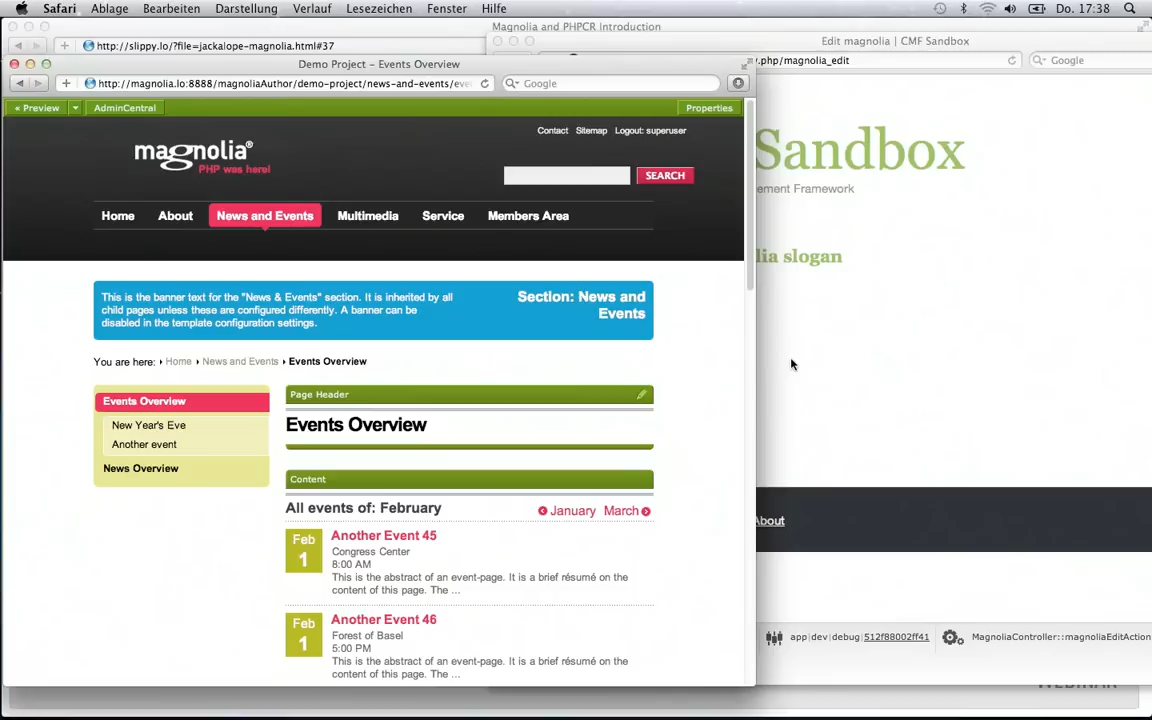 Safari Ablage Bearbeiten Darstellung Verlauf Lesezeichen Fenster Hilfe Do. 17:38
Magnolia and PHPCR Introduction
http://slippy.lo/?file=jackalope-magnolia.html#37
Edit magnolia | CMF Sandbox
.php/magnolia_edit
Google
Demo Project – Events Overview
http://magnolia.lo:8888/magnoliaAuthor/demo-project/news-and-events/eve
Google
« Preview AdminCentral Properties
Contact Sitemap Logout: superuser
magnolia®
PHP was here!
SEARCH
Home About News and Events Multimedia Service Members Area
This is the banner text for the "News & Events" section. It is inherited by all
child pages unless these are configured differently. A banner can be
disabled in the template configuration settings.
Section: News and
Events
You are here: Home News and Events Events Overview
Events Overview
New Year's Eve
Another event
News Overview
Page Header
Events Overview
Content
All events of: February January March
Feb
1
Another Event 45
Congress Center
8:00 AM
This is the abstract of an event-page. It is a brief résumé on the
content of this page. The ...
Feb
1
Another Event 46
Forest of Basel
5:00 PM
This is the abstract of an event-page. It is a brief résumé on the
content of this page. The ...
Sandbox
ement Framework
lia slogan
About
app|dev|debug|512f88002ff41 MagnoliaController::magnoliaEditAction